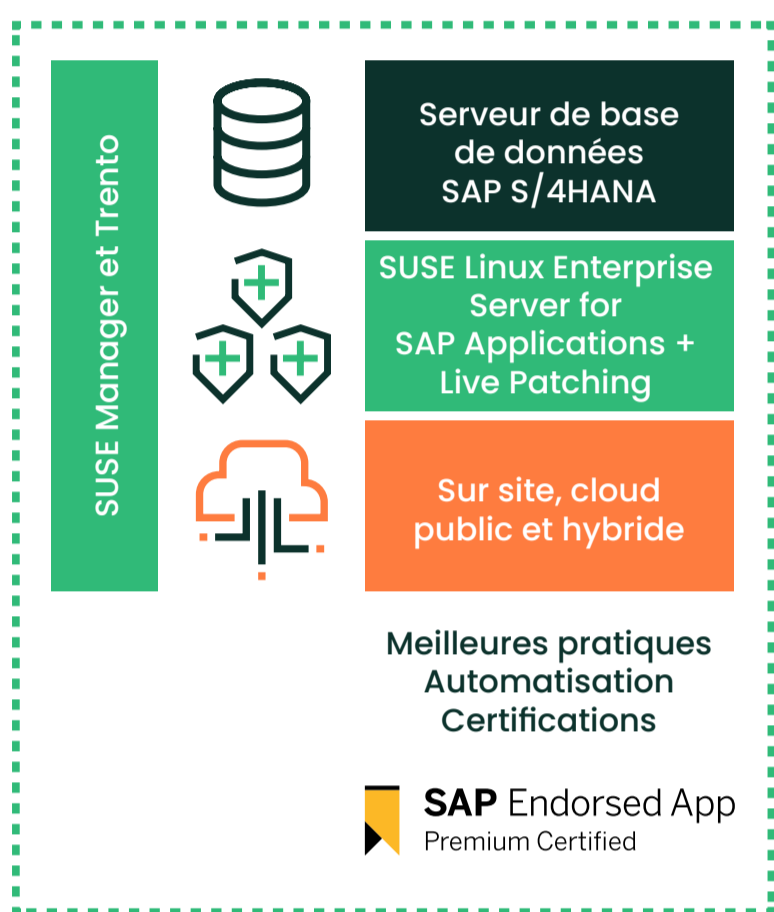 SUSE Manager et Trento
Serveur de base
de données
SAP S/4HANA
SUSE Linux Enterprise
Server for
SAP Applications +
Live Patching
Sur site, cloud
public et hybride
Meilleures pratiques
Automatisation
Certifications
SAP Endorsed App
Premium Certified